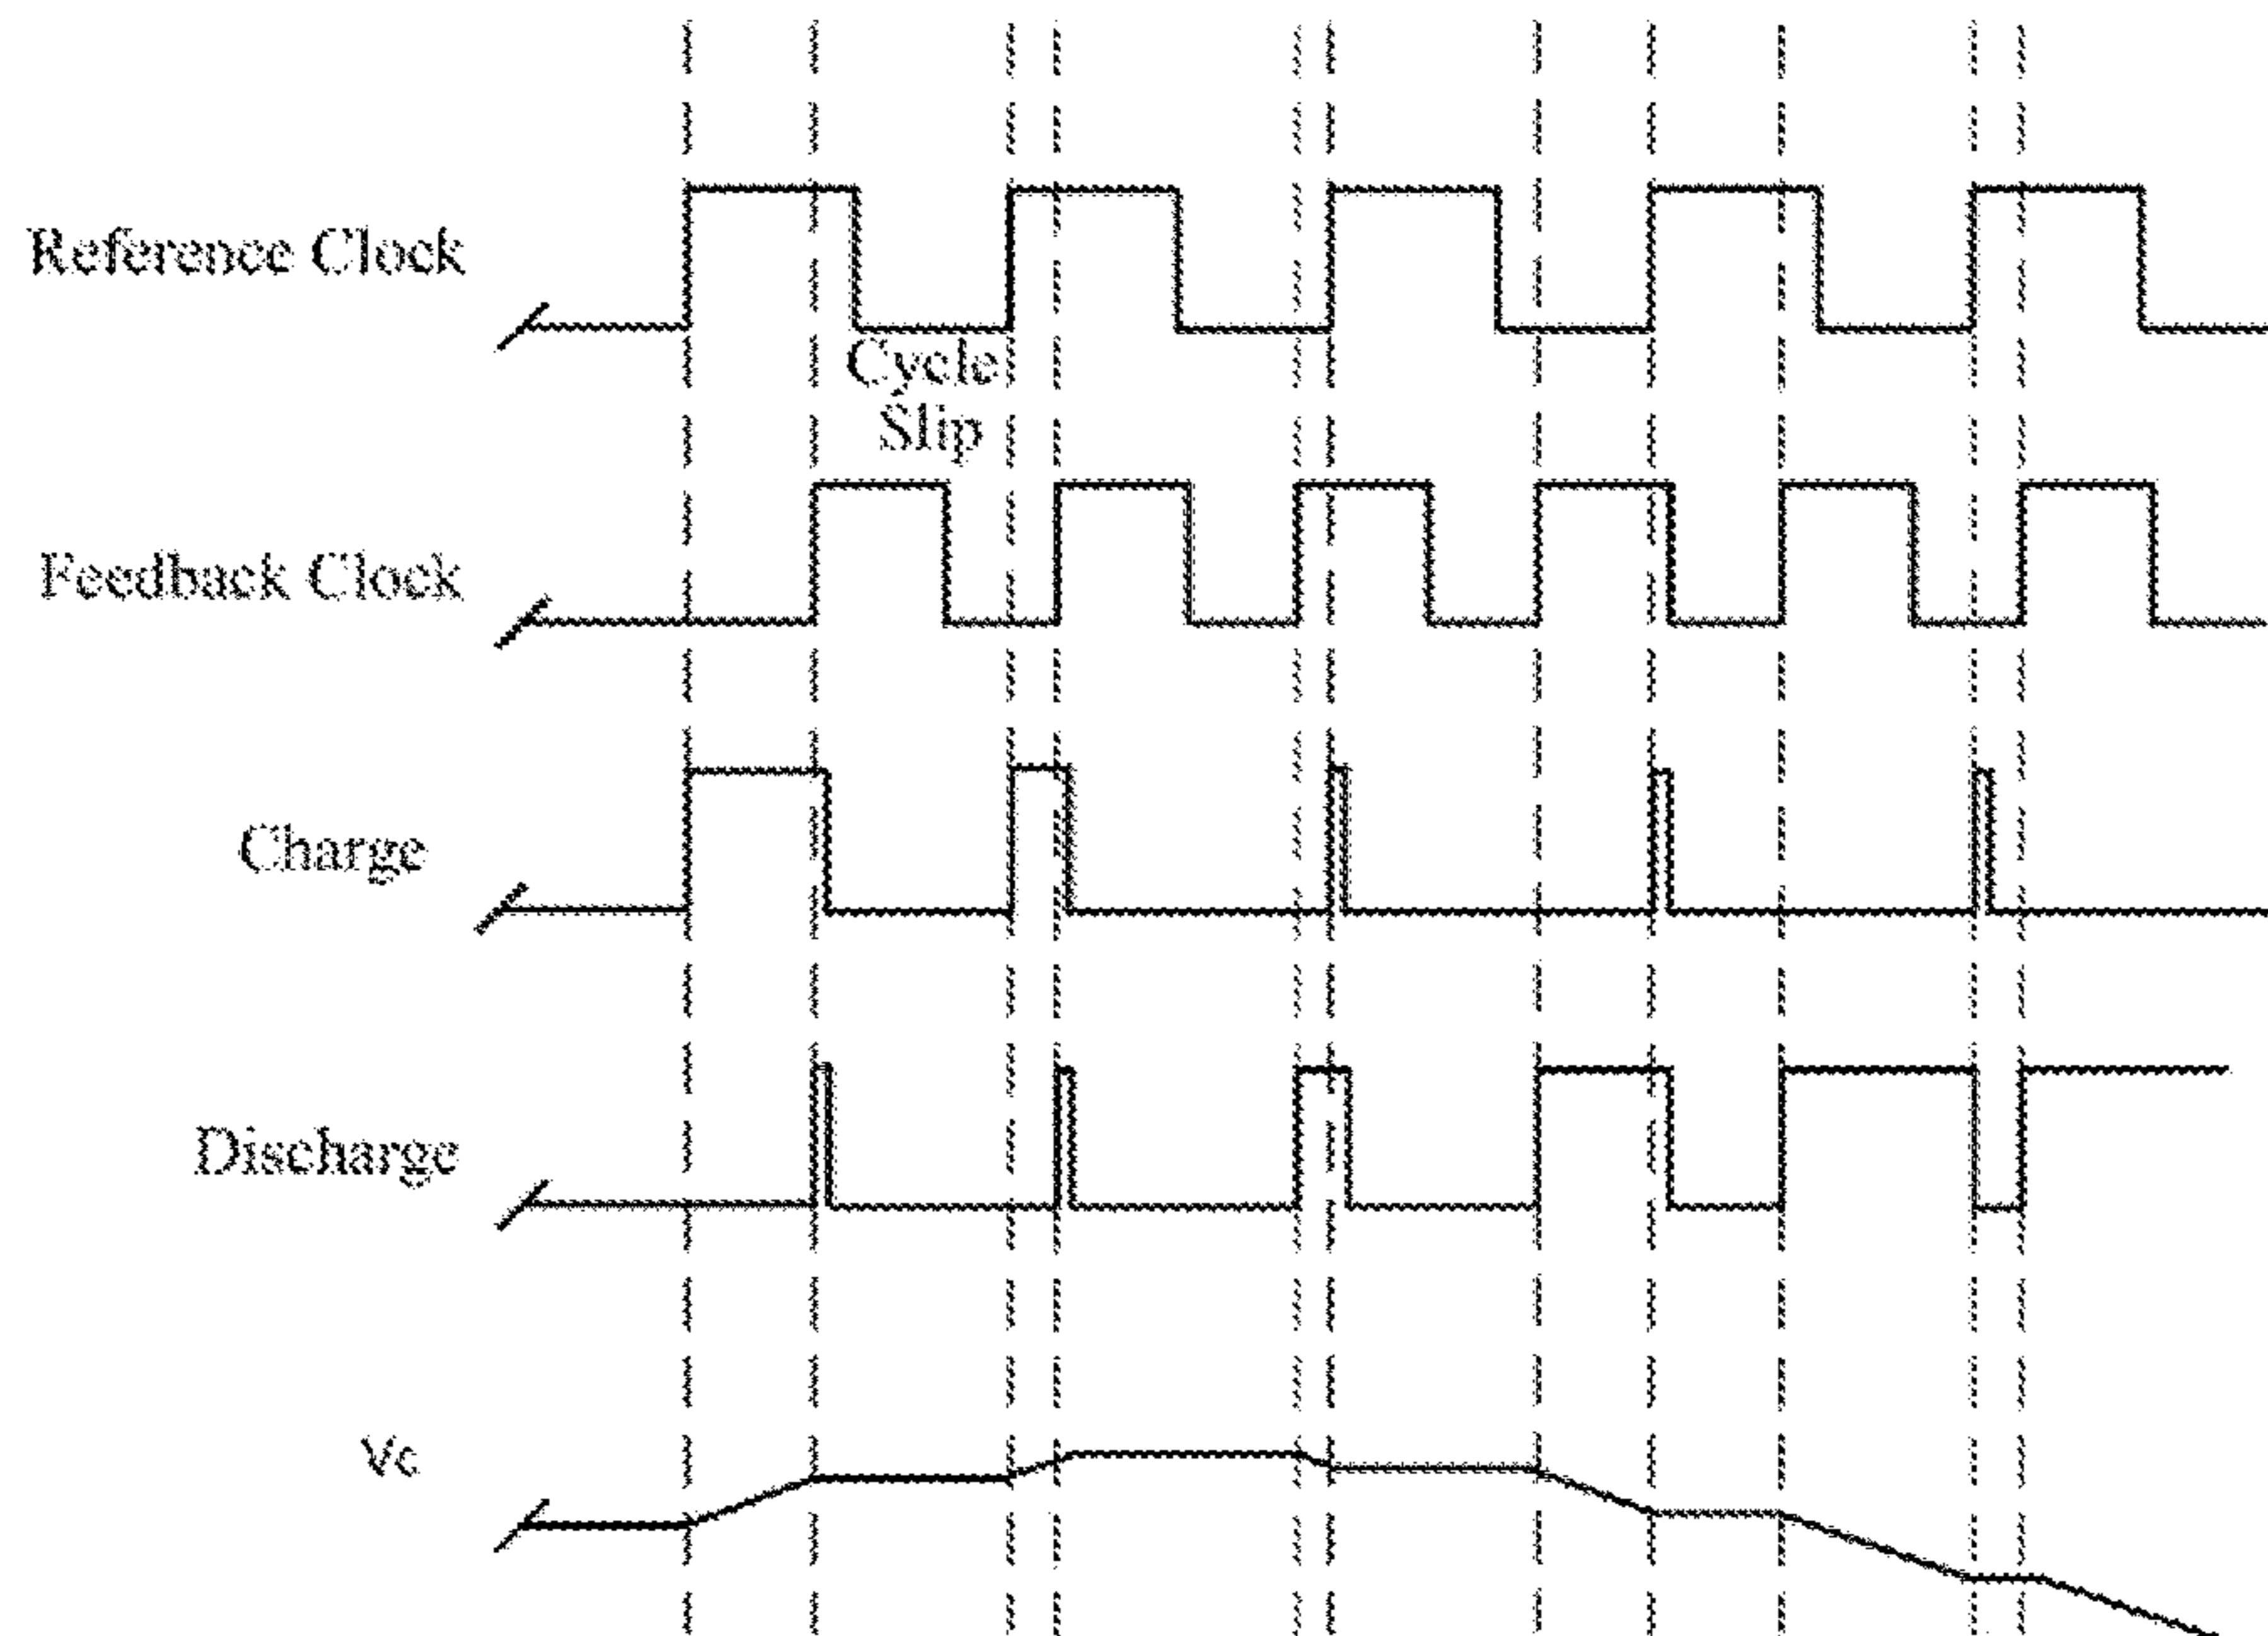 Reference Clock
Cycle
Slip
Feedback Clock
Charge
Discharge
Vc